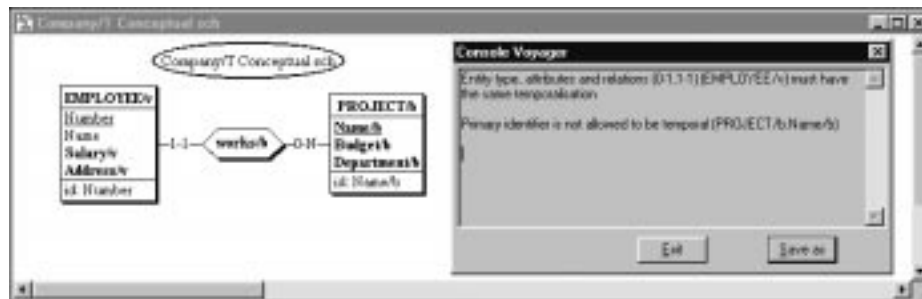 Company/T Conceptual sch
Company/T Conceptual sch
EMPLOYEE/v
Number
Name
Salary/v
Address/v
id: Number
1-1
works/b
0-N
PROJECT/b
Name/b
Budget/b
Department/b
id: Name/b
Console Voyager
Entity type, attributes and relations (0-1,1-1) (EMPLOYEE/v) must have
the same temporalisation
Primary identifier is not allowed to be temporal (PROJECT/b.Name/b)
Exit
Save as